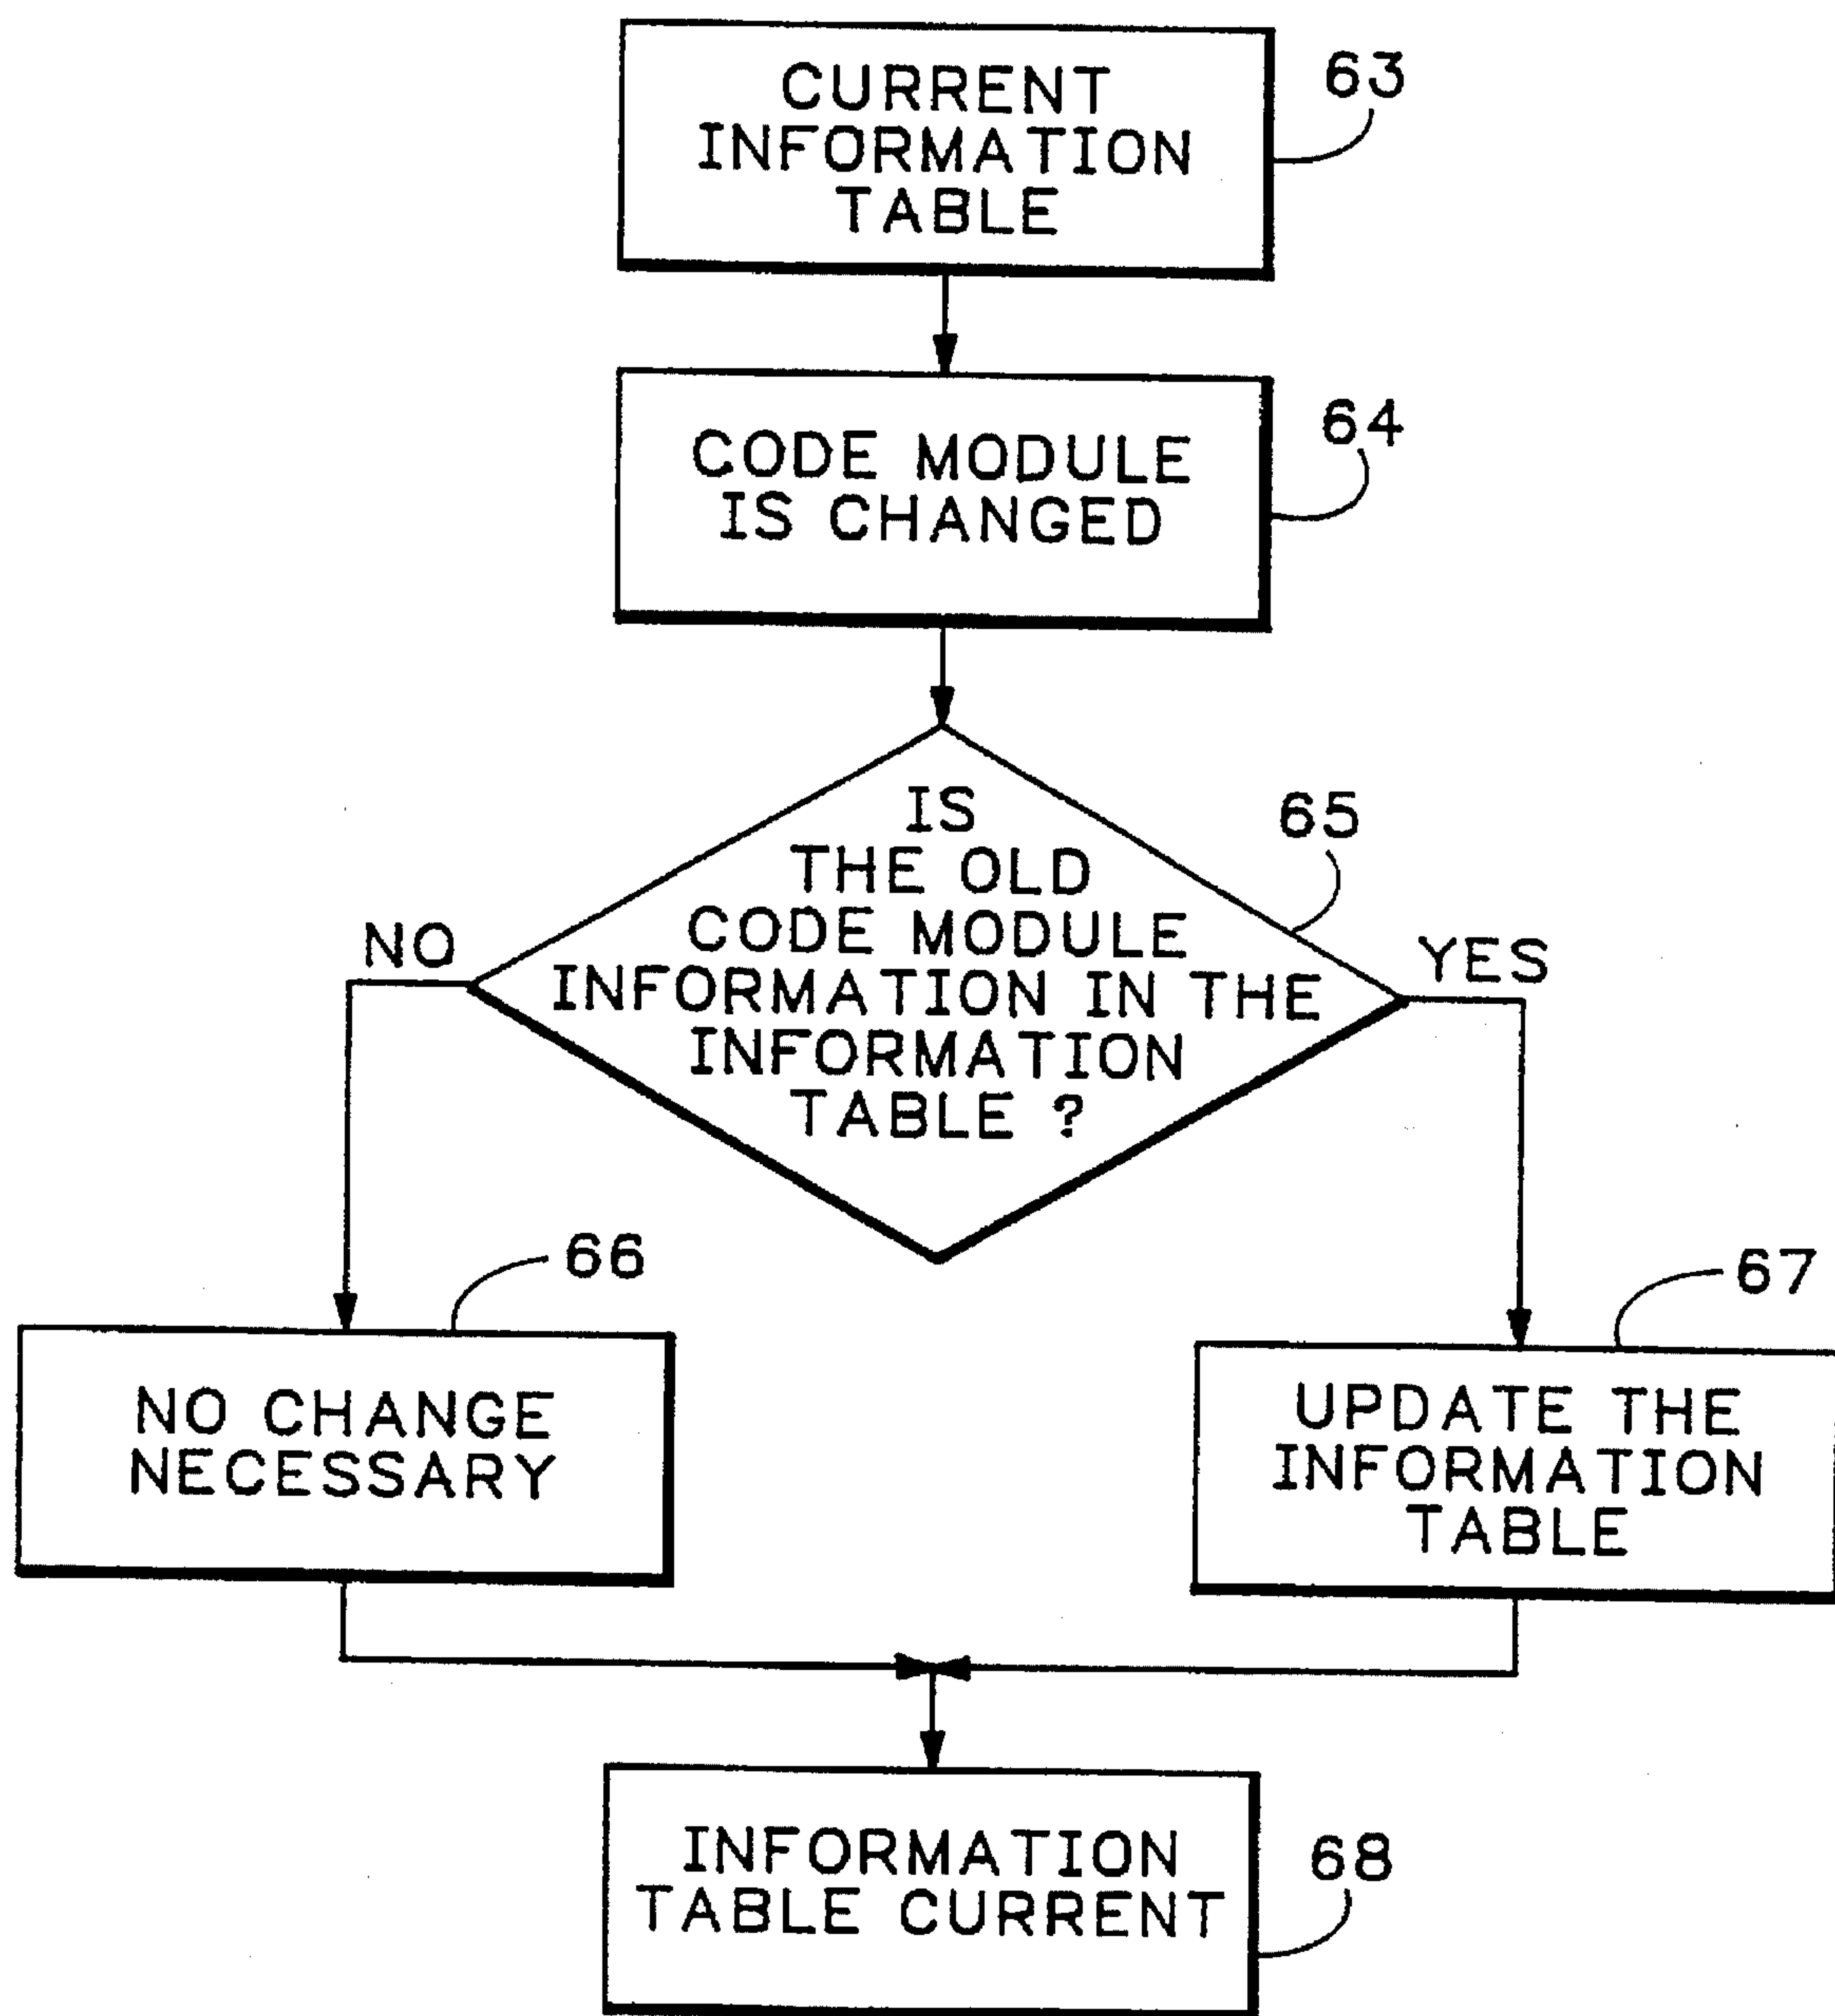 CURRENT
INFORMATION
TABLE
63
CODE MODULE
IS CHANGED
64
IS
THE OLD
CODE MODULE
INFORMATION IN THE
INFORMATION
TABLE ?
65
NO
YES
66
NO CHANGE
NECESSARY
67
UPDATE THE
INFORMATION
TABLE
INFORMATION
TABLE CURRENT
68